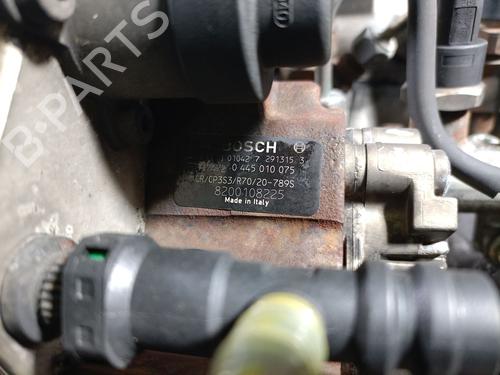 BOSCH
01042 7 291315 3
0 445 010 075
CR/CP3S3/R70/20-789S
8200108225
Made in Italy
B-PARTS